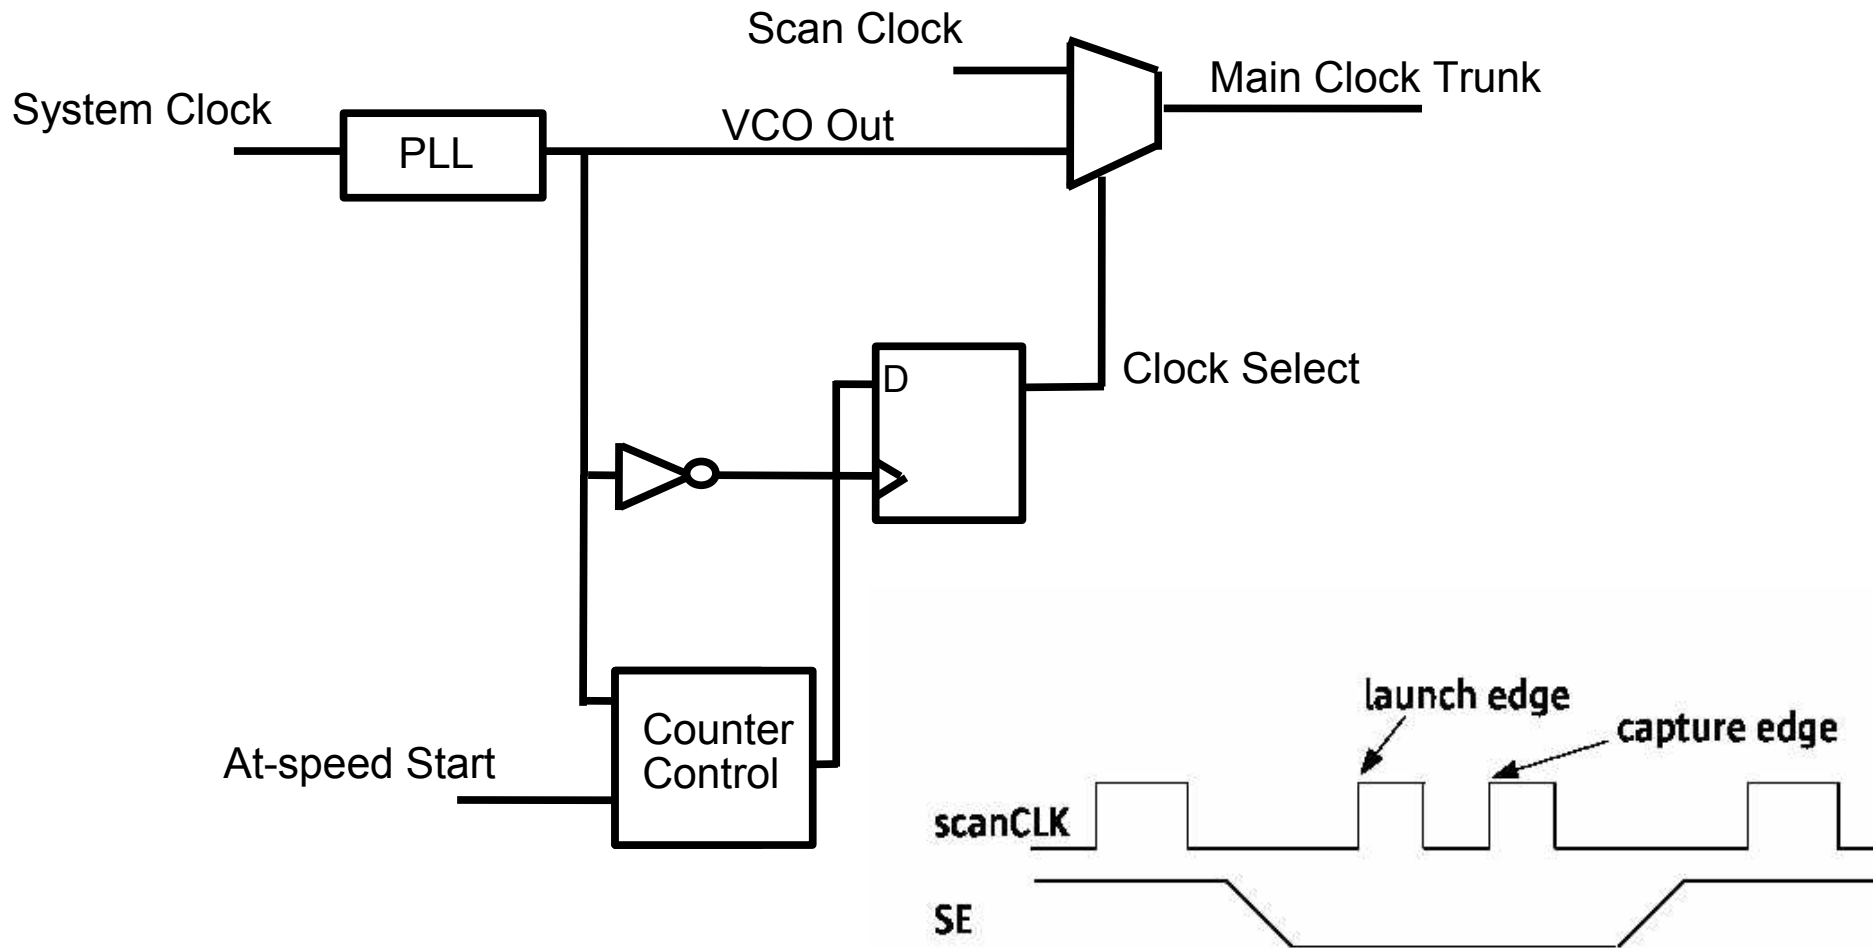 Scan Clock
Main Clock Trunk
System Clock
PLL
VCO Out
D
Clock Select
Counter
Control
At-speed Start
launch edge
capture edge
scanCLK
SE